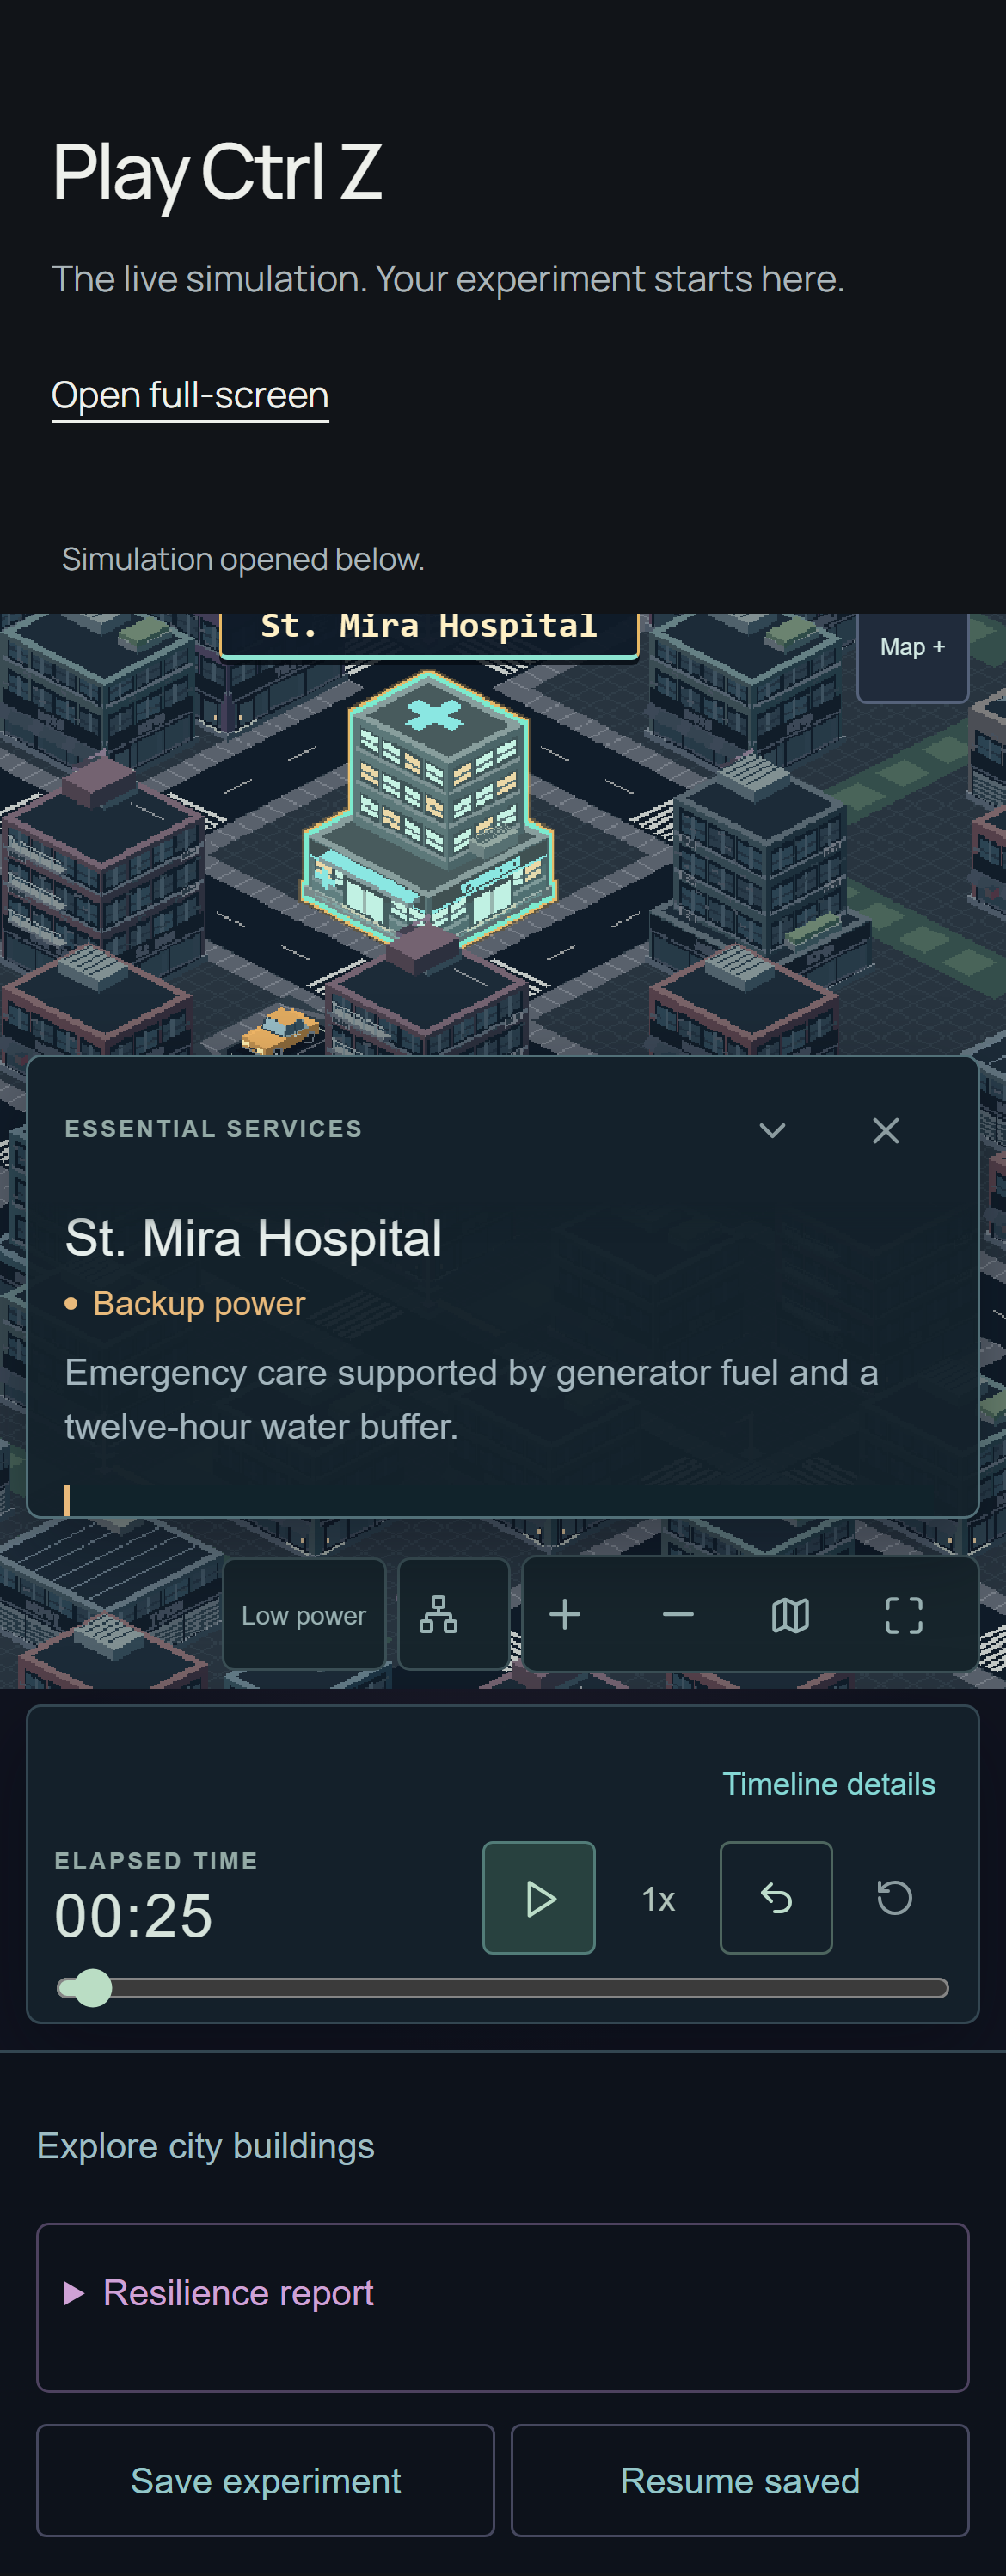 Play Ctrl Z
The live simulation. Your experiment starts here.
Open full-screen
Simulation opened below.
St. Mira Hospital
Map +
ESSENTIAL SERVICES
St. Mira Hospital
Backup power
Emergency care supported by generator fuel and a
twelve-hour water buffer.
Low power
Timeline details
ELAPSED TIME
00:25
1x
Explore city buildings
Resilience report
Save experiment
Resume saved